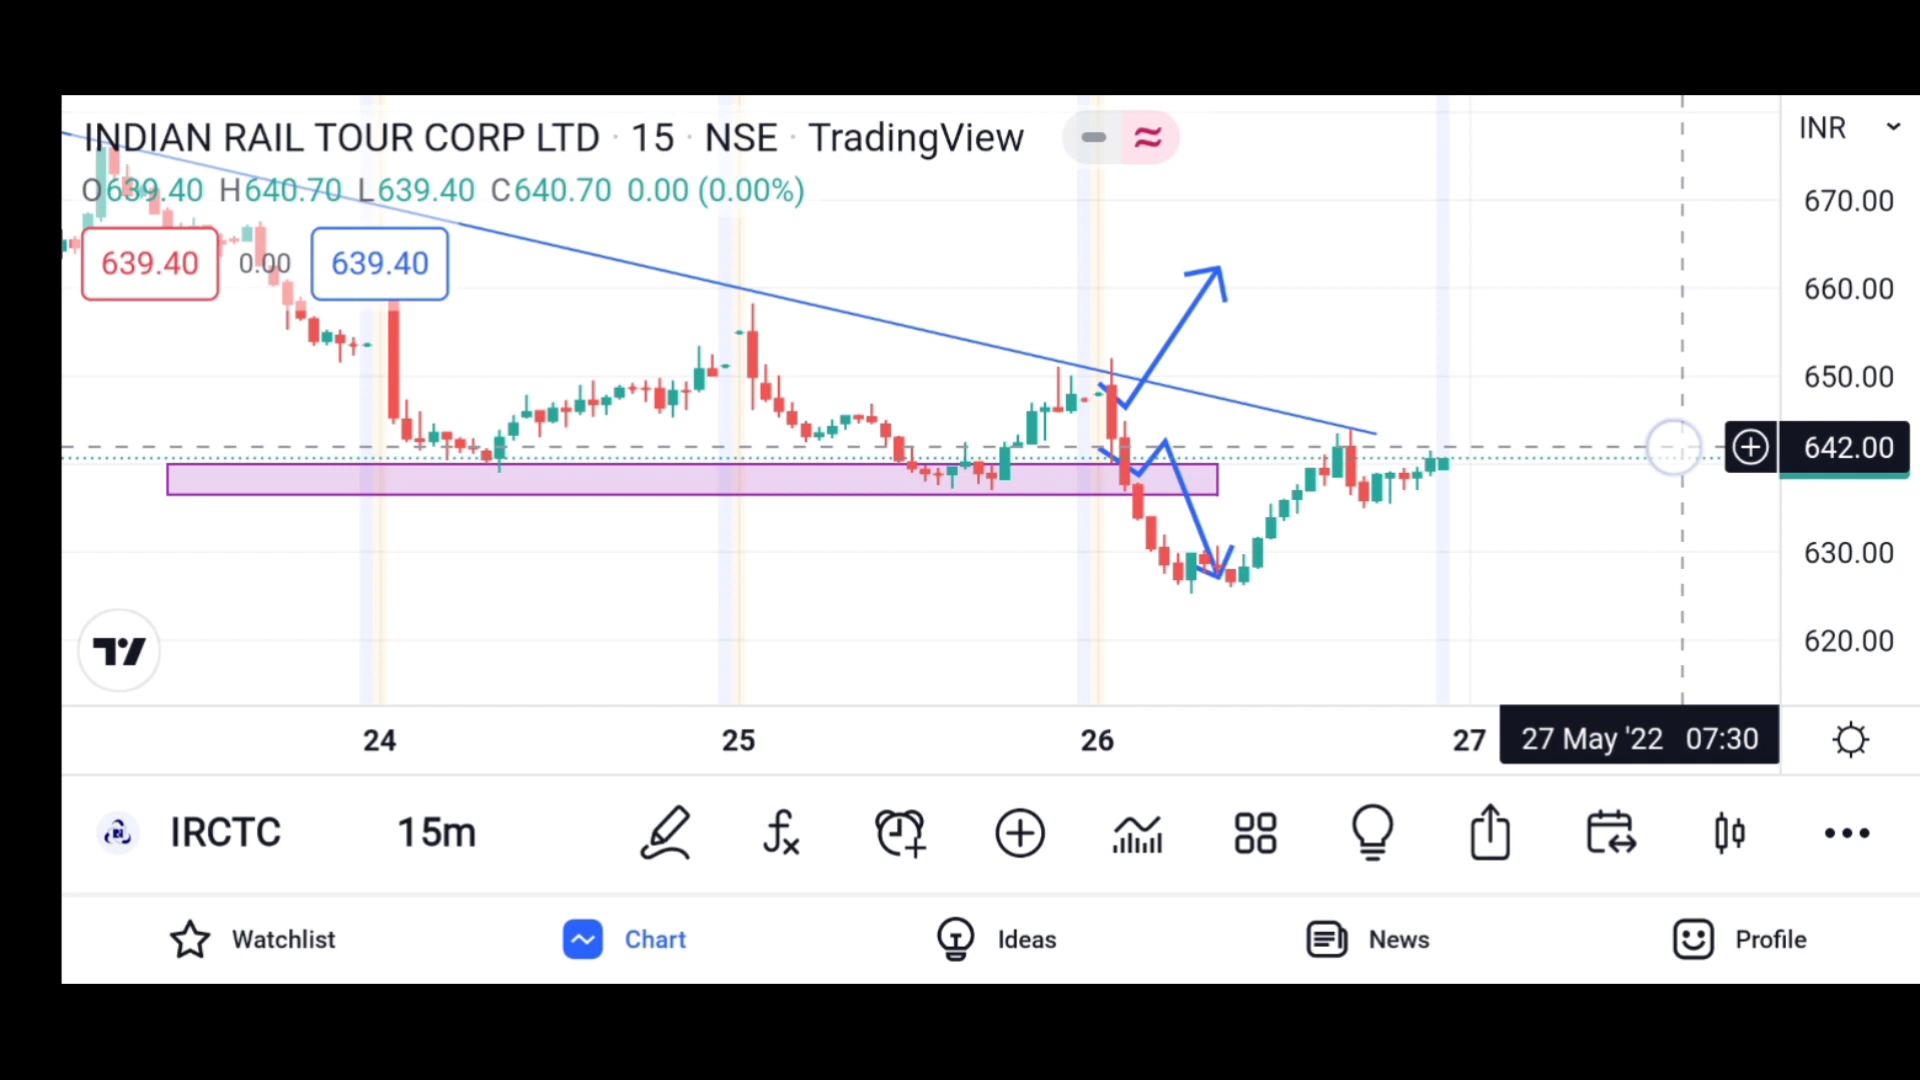 INDIAN RAIL TOUR CORP LTD · 15 · NSE · TradingView
O639.40 H640.70 L639.40 C640.70 0.00 (0.00%)
639.40 0.00 639.40
INR
670.00
660.00
650.00
642.00
630.00
620.00
24 25 26 27 27 May '22 07:30
IRCTC 15m
Watchlist Chart Ideas News Profile